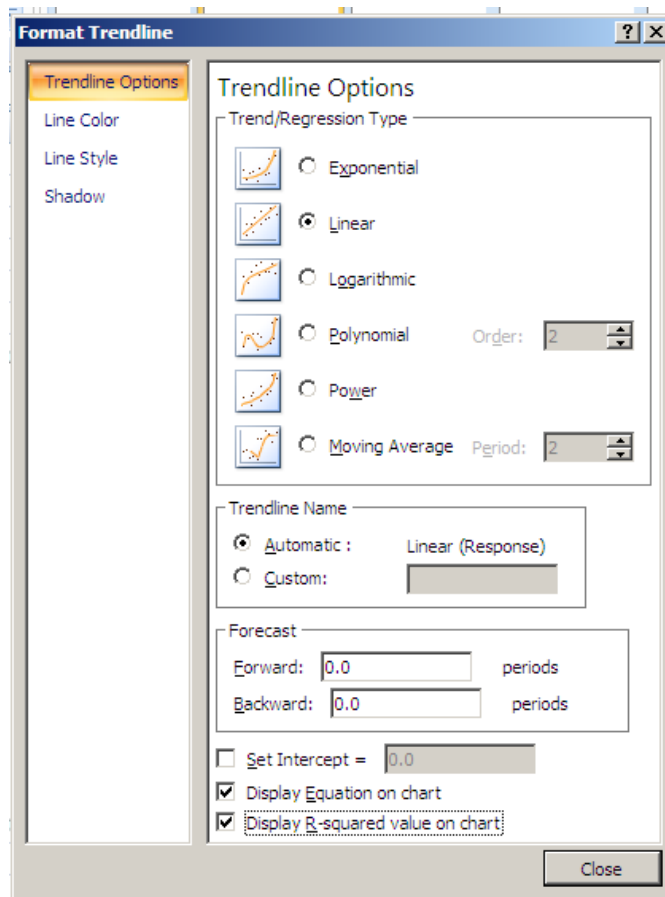 Format Trendline
Trendline Options
Line Color
Line Style
Shadow
Trendline Options
Trend/Regression Type
Exponential
Linear
Logarithmic
Polynomial Order: 2
Power
Moving Average Period: 2
Trendline Name
Automatic : Linear (Response)
Custom:
Forecast
Forward: 0.0 periods
Backward: 0.0 periods
Set Intercept = 0.0
Display Equation on chart
Display R-squared value on chart
Close